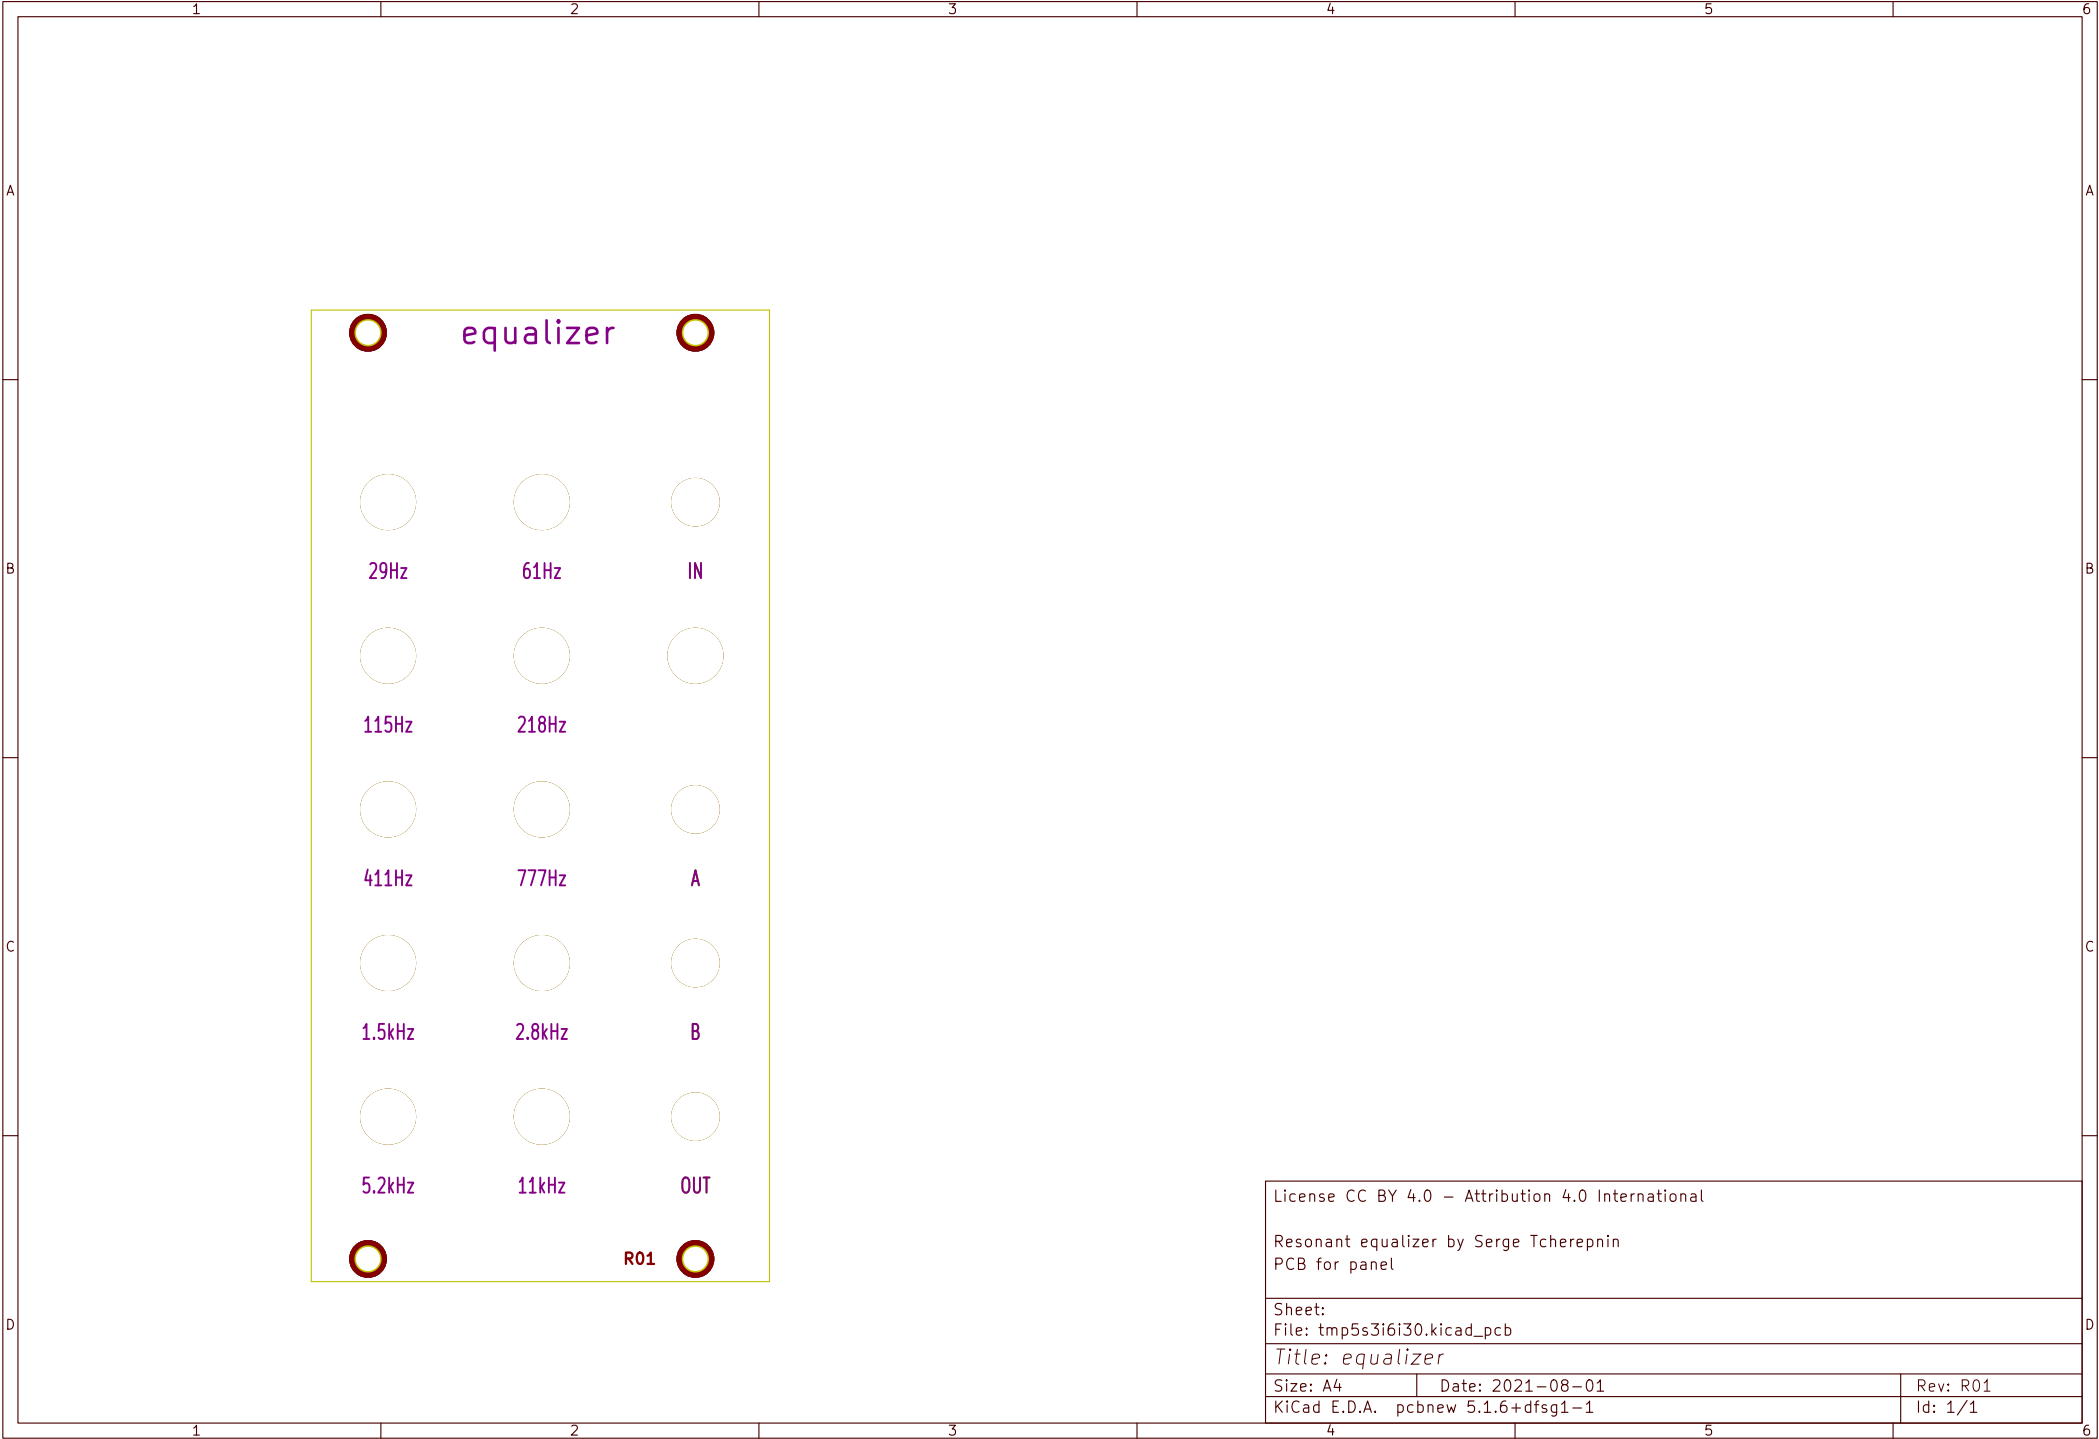 1 2 3 4 5 6
A A
equalizer
29Hz 61Hz IN
B B
115Hz 218Hz
411Hz 777Hz A
C C
1.5kHz 2.8kHz B
5.2kHz 11kHz OUT
R01
License CC BY 4.0 – Attribution 4.0 International
Resonant equalizer by Serge Tcherepnin
PCB for panel
Sheet:
D D
File: tmp5s3i6i30.kicad_pcb
Title: equalizer
Size: A4 Date: 2021-08-01 Rev: R01
KiCad E.D.A. pcbnew 5.1.6+dfsg1-1 Id: 1/1
1 2 3 4 5 6